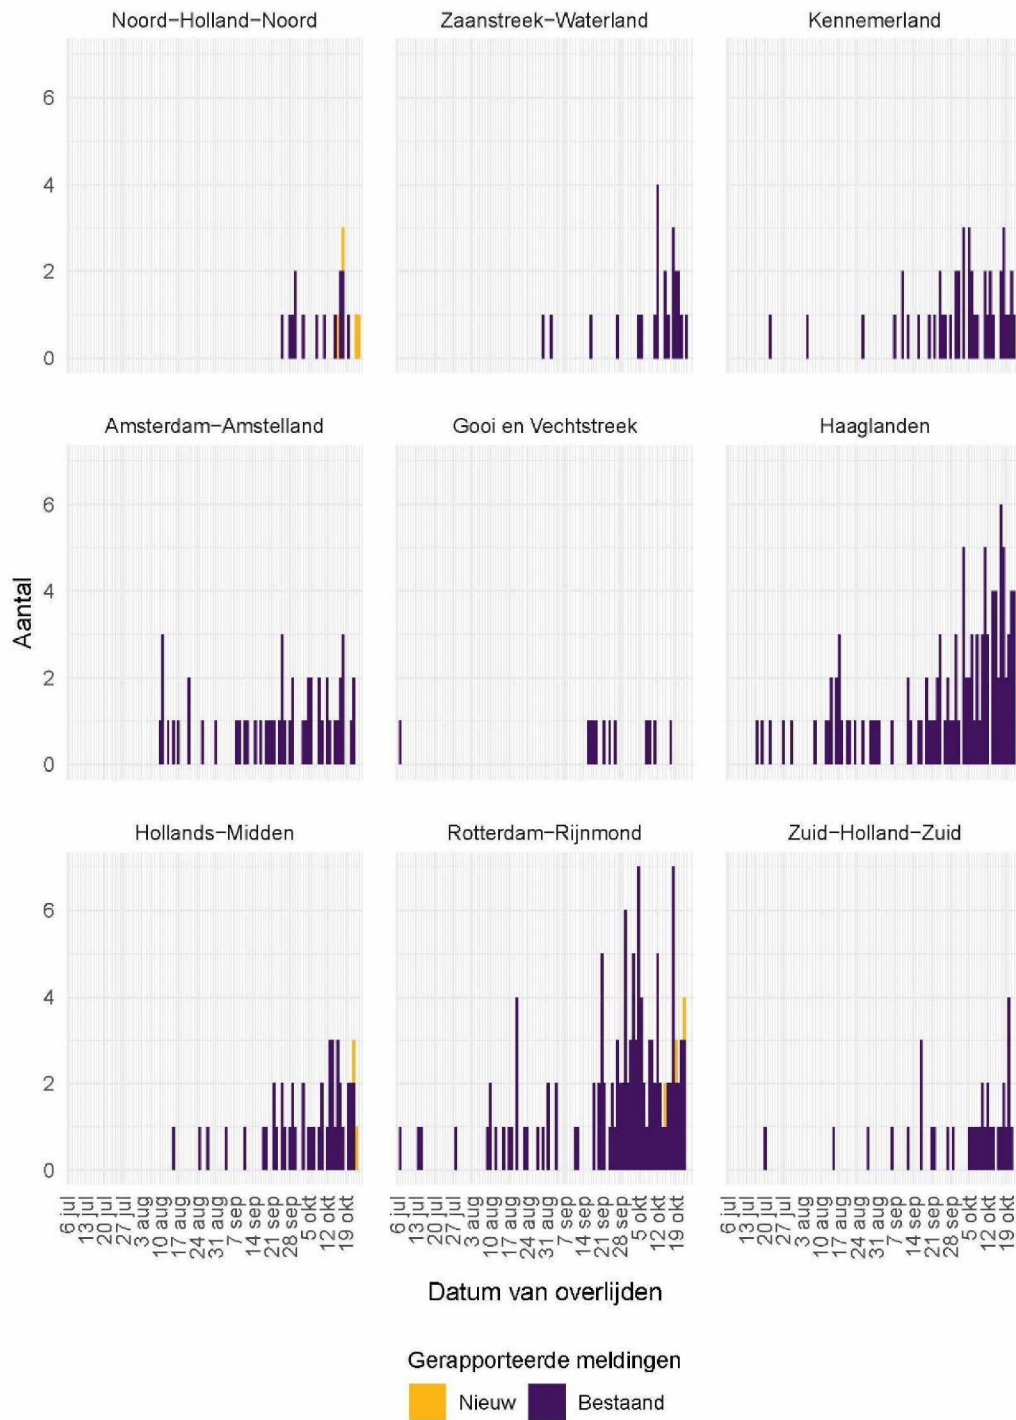 Noord-Holland-Noord Zaanstreek-Waterland Kennemerland
6
4
2
0
Amsterdam-Amstelland Gooi en Vechtstreek Haaglanden
6
4
2
0
Aantal
Hollands-Midden Rotterdam-Rijnmond Zuid-Holland-Zuid
6
4
2
0
6 jul 13 jul 20 jul 27 jul 3 aug 10 aug 17 aug 24 aug 31 aug 7 sep 14 sep 21 sep 28 sep 5 okt 12 okt 19 okt
6 jul 13 jul 20 jul 27 jul 3 aug 10 aug 17 aug 24 aug 31 aug 7 sep 14 sep 21 sep 28 sep 5 okt 12 okt 19 okt
6 jul 13 jul 20 jul 27 jul 3 aug 10 aug 17 aug 24 aug 31 aug 7 sep 14 sep 21 sep 28 sep 5 okt 12 okt 19 okt
Datum van overlijden
Gerapporteerde meldingen
Nieuw Bestaand